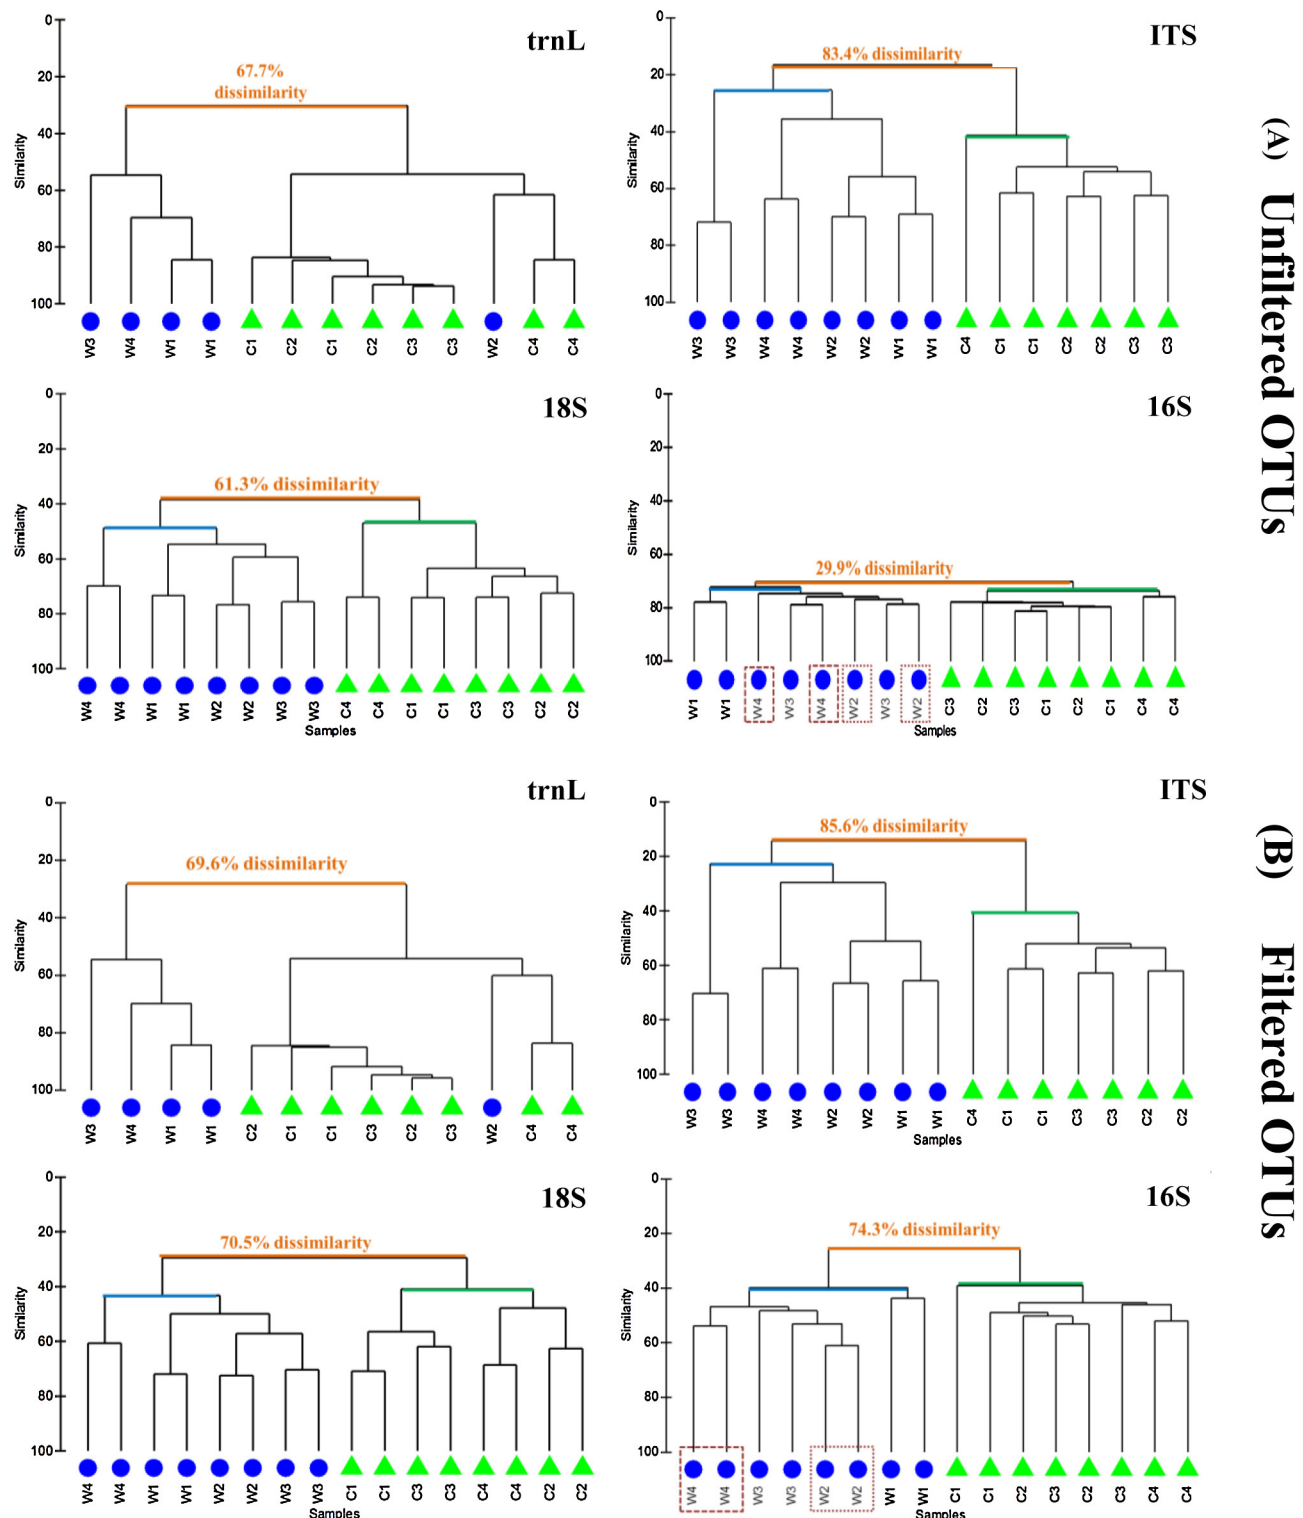 trnL
0
20
40
60
80
100
Similarity
67.7%
dissimilarity
W3 W4 W1 W1 C1 C2 C1 C2 C3 C3 W2 C4 C4
ITS
0
20
40
60
80
100
Similarity
83.4% dissimilarity
W3 W3 W4 W4 W2 W2 W1 W1 C4 C1 C1 C2 C2 C3 C3
(A) Unfiltered OTUs
18S
0
20
40
60
80
100
Similarity
61.3% dissimilarity
W4 W4 W1 W1 W2 W2 W3 W3 C4 C4 C1 C1 C3 C3 C2 C2
Samples
16S
0
20
40
60
80
100
Similarity
29.9% dissimilarity
W1 W1 W4 W3 W4 W2 W3 W2 C3 C2 C3 C1 C2 C1 C4 C4
Samples
trnL
0
20
40
60
80
100
Similarity
69.6% dissimilarity
W3 W4 W1 W1 C2 C1 C1 C3 C2 C3 W2 C4 C4
ITS
0
20
40
60
80
100
Similarity
85.6% dissimilarity
W3 W3 W4 W4 W2 W2 W1 W1 C4 C1 C1 C3 C3 C2 C2
Samples
(B) Filtered OTUs
18S
0
20
40
60
80
100
Similarity
70.5% dissimilarity
W4 W4 W1 W1 W2 W2 W3 W3 C1 C1 C3 C3 C4 C4 C2 C2
Samples
16S
0
20
40
60
80
100
Similarity
74.3% dissimilarity
W4 W4 W3 W3 W2 W2 W1 W1 C1 C1 C2 C3 C2 C3 C4 C4
Samples